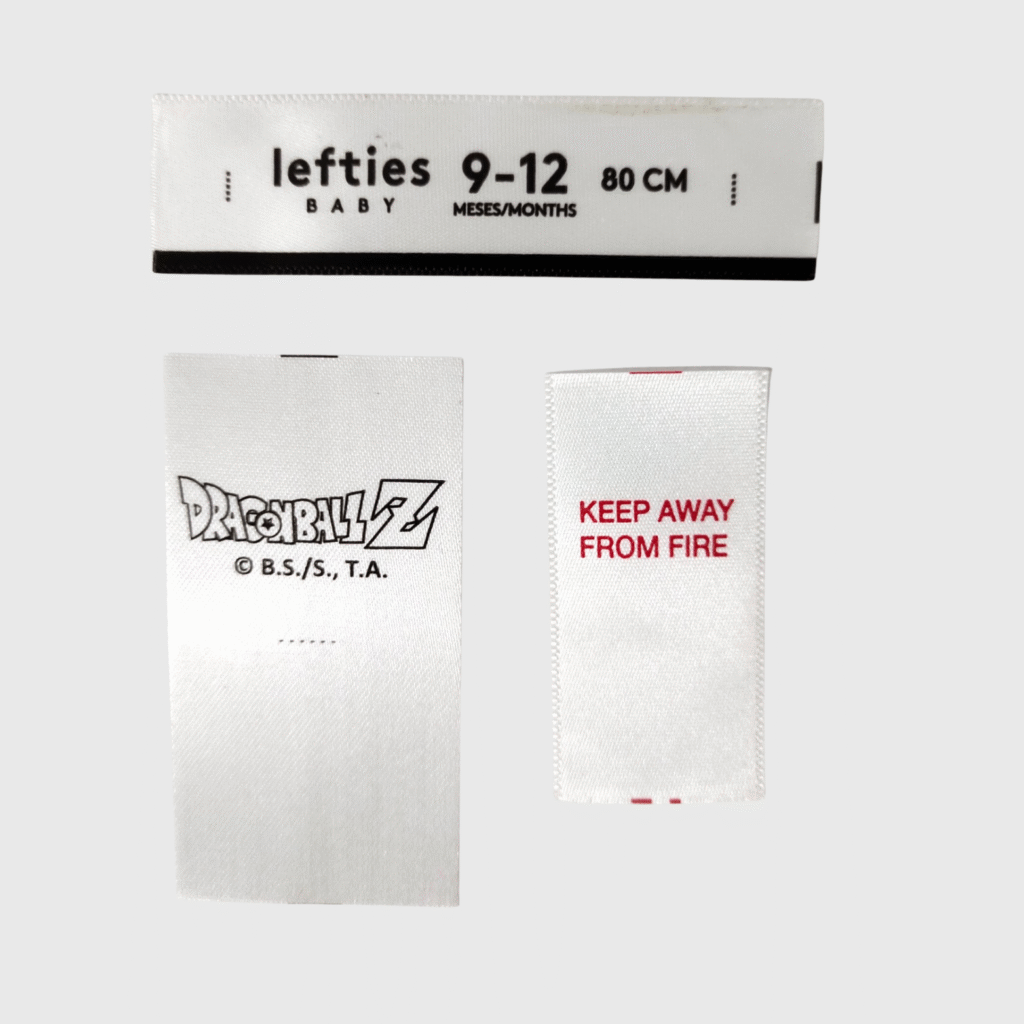 lefties 9-12 80 CM
BABY MESES/MONTHS
DRAGONBALL Z
© B.S./S., T.A.
KEEP AWAY
FROM FIRE